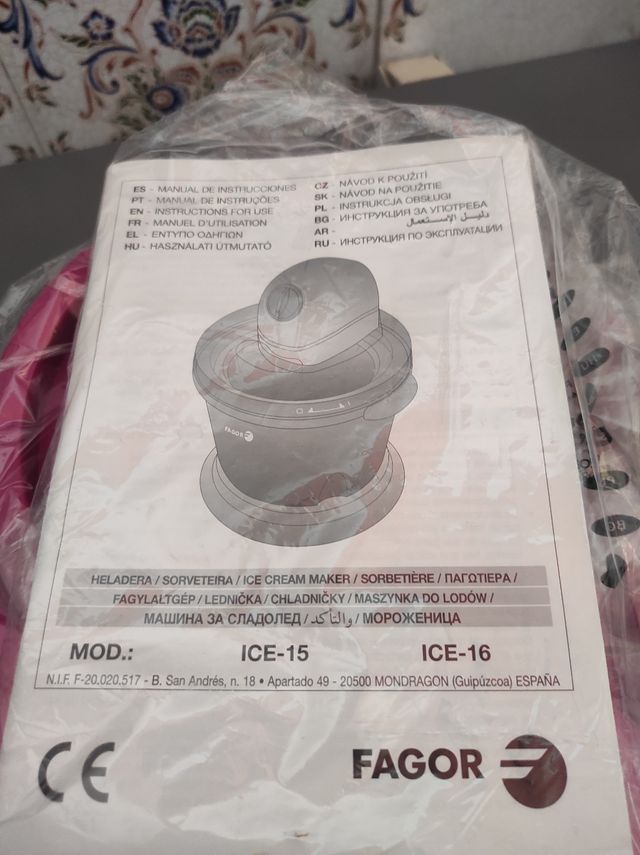 ES - MANUAL DE INSTRUCCIONES
PT - MANUAL DE INSTRUÇÕES
EN - INSTRUCTIONS FOR USE
FR - MANUEL D'UTILISATION
EL - ΕΝΤΥΠΟ ΟΔΗΓΙΩΝ
HU - HASZNÁLATI ÚTMUTATÓ
CZ - NÁVOD K POUŽITÍ
SK - NÁVOD NA POUŽITIE
PL - INSTRUKCJA OBSŁUGI
BG - ИНСТРУКЦИЯ ЗА УПОТРЕБА
AR - دليــل الإستعمال
RU - ИНСТРУКЦИЯ ПО ЭКСПЛУАТАЦИИ
FAGOR
HELADERA / SORVETEIRA / ICE CREAM MAKER / SORBETIÈRE / ΠΑΓΩΤΙΕΡΑ /
FAGYLALTGÉP / LEDNIČKA / CHLADNIČKY / MASZYNKA DO LODÓW /
МАШИНА ЗА СЛАДОЛЕД / والتأكد / МОРОЖЕНИЦА
MOD.: ICE-15 ICE-16
N.I.F. F-20.020.517 - B. San Andrés, n. 18 • Apartado 49 - 20500 MONDRAGON (Guipúzcoa) ESPAÑA
CE FAGOR